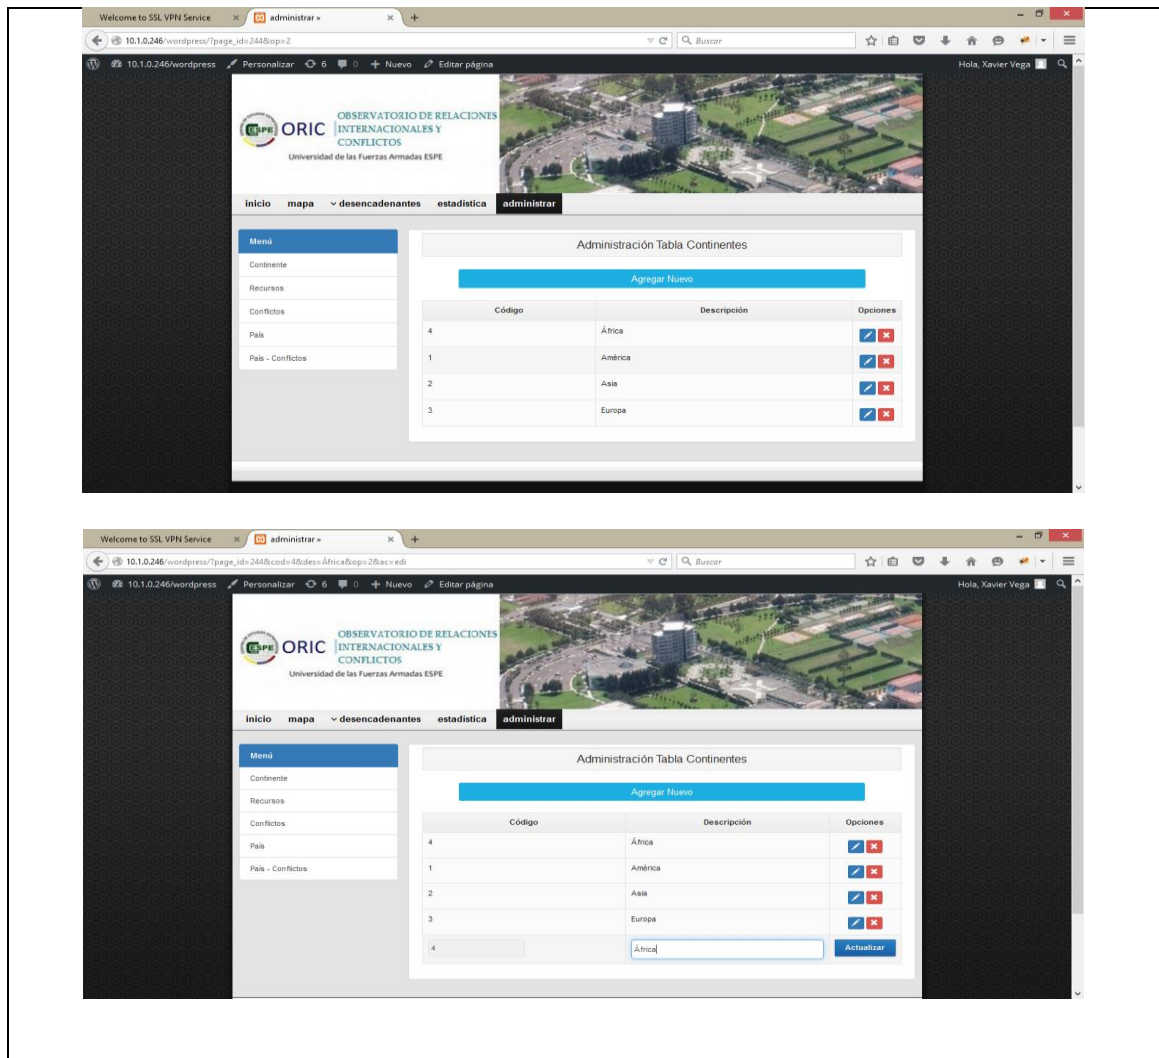 Welcome to SSL VPN Service
administrar »
10.1.0.246/wordpress/?page_id=244&op=2
Buscar
10.1.0.246/wordpress Personalizar 6 0 + Nuevo Editar página Hola, Xavier Vega
ESPE ORIC
OBSERVATORIO DE RELACIONES
INTERNACIONALES Y
CONFLICTOS
Universidad de las Fuerzas Armadas ESPE
inicio mapa desencadenantes estadística administrar
Menú
Continente
Recursos
Conflictos
País
País - Conflictos
Administración Tabla Continentes
Agregar Nuevo
Código Descripción Opciones
4 África
1 América
2 Asia
3 Europa
Welcome to SSL VPN Service
administrar »
10.1.0.246/wordpress/?page_id=244&cod=4&des=África&op=2&ac=edi
Buscar
10.1.0.246/wordpress Personalizar 6 0 + Nuevo Editar página Hola, Xavier Vega
ESPE ORIC
OBSERVATORIO DE RELACIONES
INTERNACIONALES Y
CONFLICTOS
Universidad de las Fuerzas Armadas ESPE
inicio mapa desencadenantes estadística administrar
Menú
Continente
Recursos
Conflictos
País
País - Conflictos
Administración Tabla Continentes
Agregar Nuevo
Código Descripción Opciones
4 África
1 América
2 Asia
3 Europa
4 África Actualizar